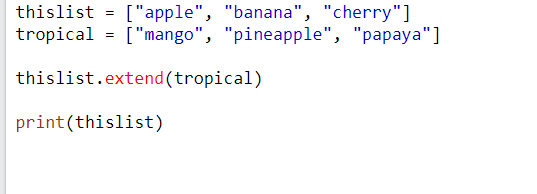 thislist = ["apple", "banana", "cherry"]
tropical = ["mango", "pineapple", "papaya"]
thislist.extend(tropical)
print(thislist)